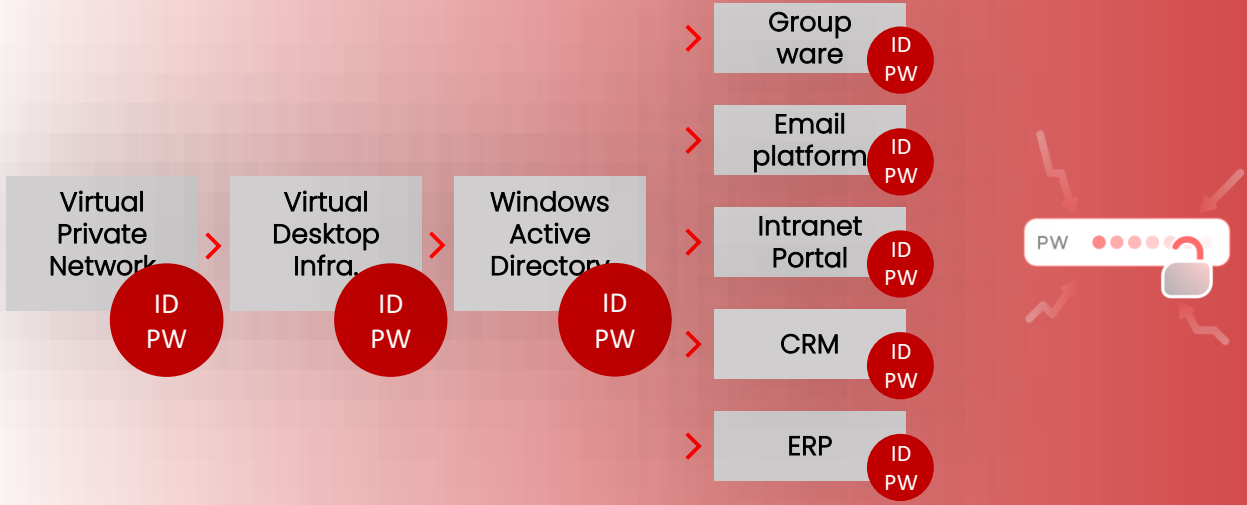 Virtual
Private
Network
ID
PW
Virtual
Desktop
Infra.
ID
PW
Windows
Active
Directory
ID
PW
Group
ware
ID
PW
Email
platform
ID
PW
Intranet
Portal
ID
PW
CRM
ID
PW
ERP
ID
PW
PW